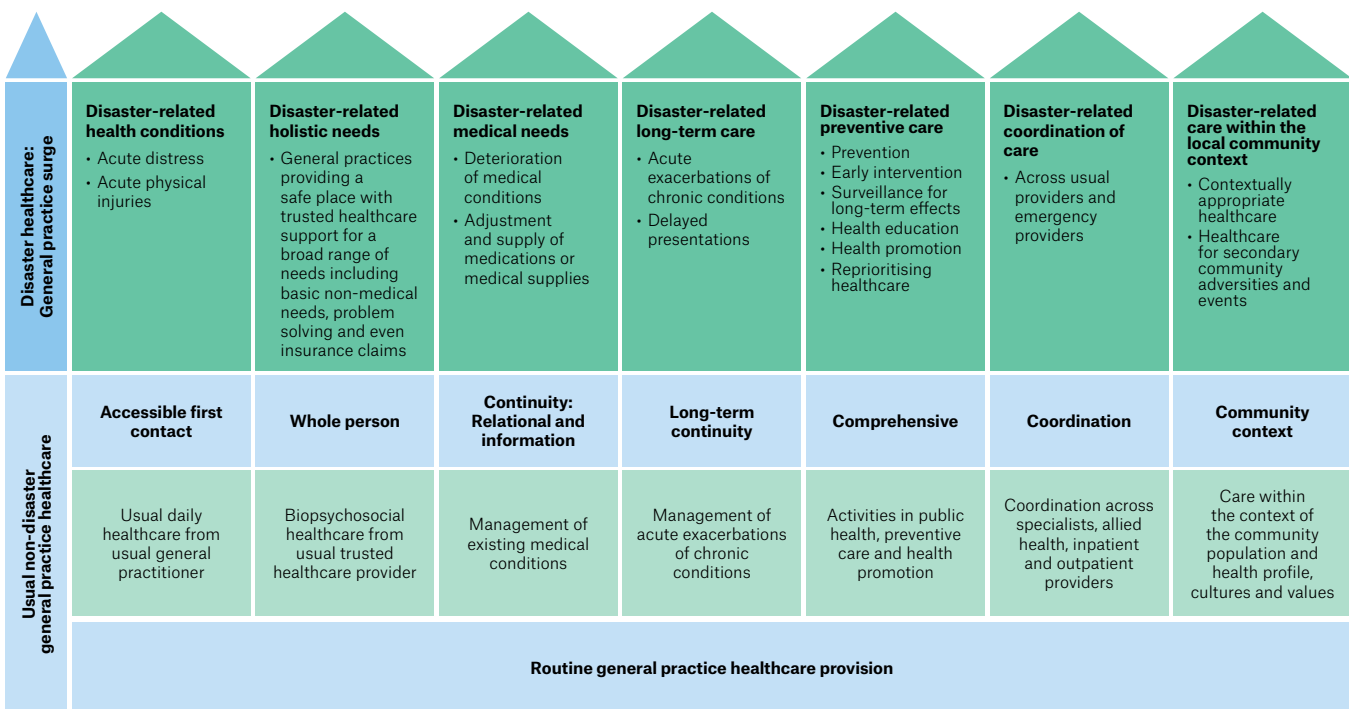 Disaster healthcare:
General practice surge
Disaster-related
health conditions
• Acute distress
• Acute physical
injuries
Disaster-related
holistic needs
• General practices
providing a
safe place with
trusted healthcare
support for a
broad range of
needs including
basic non-medical
needs, problem
solving and even
insurance claims
Disaster-related
medical needs
• Deterioration
of medical
conditions
• Adjustment
and supply of
medications or
medical supplies
Disaster-related
long-term care
• Acute
exacerbations of
chronic conditions
• Delayed
presentations
Disaster-related
preventive care
• Prevention
• Early intervention
• Surveillance for
long-term effects
• Health education
• Health promotion
• Reprioritising
healthcare
Disaster-related
coordination of
care
• Across usual
providers and
emergency
providers
Disaster-related
care within the
local community
context
• Contextually
appropriate
healthcare
• Healthcare
for secondary
community
adversities and
events
Usual non-disaster
general practice healthcare
Accessible first
contact
Whole person
Continuity:
Relational and
information
Long-term
continuity
Comprehensive
Coordination
Community
context
Usual daily
healthcare from
usual general
practitioner
Biopsychosocial
healthcare from
usual trusted
healthcare provider
Management of
existing medical
conditions
Management of
acute exacerbations
of chronic
conditions
Activities in public
health, preventive
care and health
promotion
Coordination across
specialists, allied
health, inpatient
and outpatient
providers
Care within
the context of
the community
population and
health profile,
cultures and values
Routine general practice healthcare provision